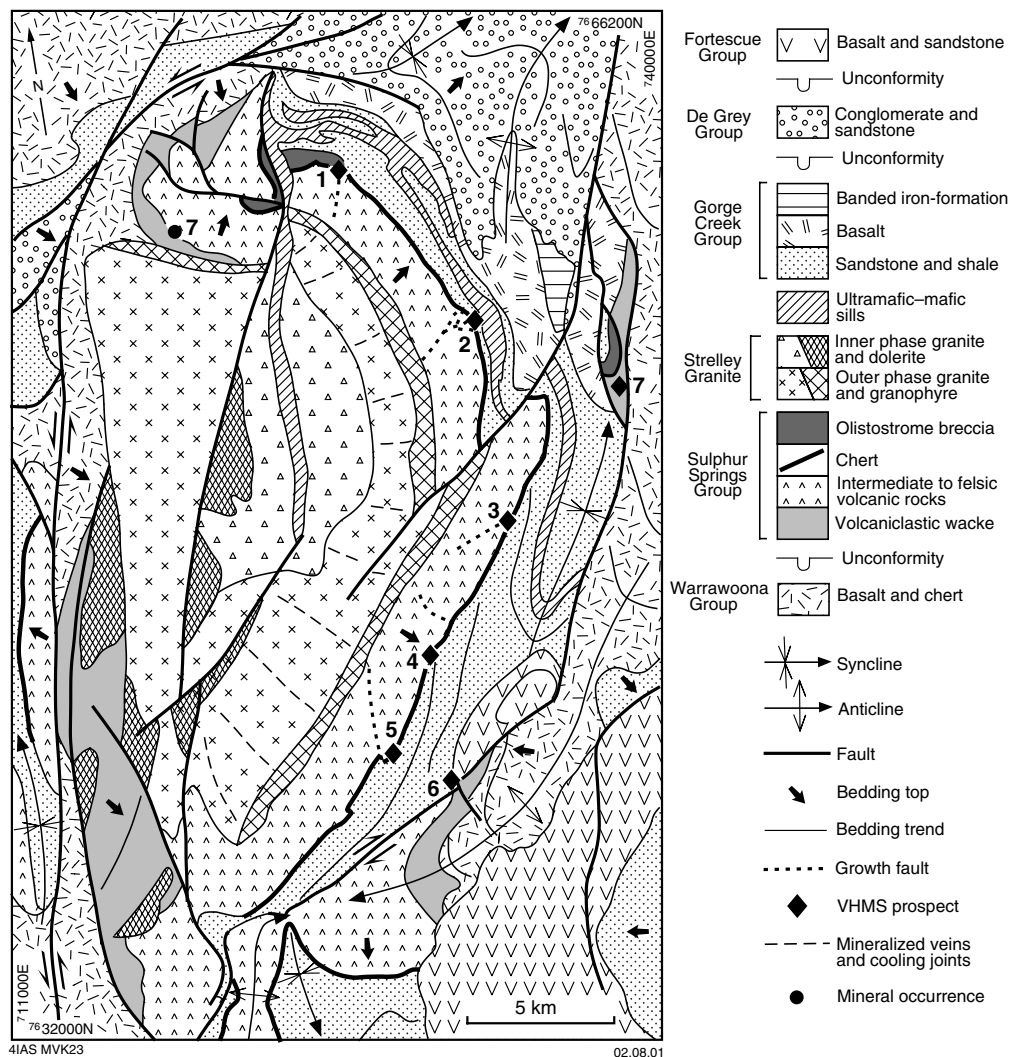 7666200N
740000E
N
1
7
2
7
3
4
5
6
711000E
7632000N
5 km
4IAS MVK23
02.08.01
Fortescue
Group
Basalt and sandstone
Unconformity
De Grey
Group
Conglomerate and
sandstone
Unconformity
Gorge
Creek
Group
Banded iron-formation
Basalt
Sandstone and shale
Ultramafic–mafic
sills
Strelley
Granite
Inner phase granite
and dolerite
Outer phase granite
and granophyre
Sulphur
Springs
Group
Olistostrome breccia
Chert
Intermediate to felsic
volcanic rocks
Volcaniclastic wacke
Unconformity
Warrawoona
Group
Basalt and chert
Syncline
Anticline
Fault
Bedding top
Bedding trend
Growth fault
VHMS prospect
Mineralized veins
and cooling joints
Mineral occurrence